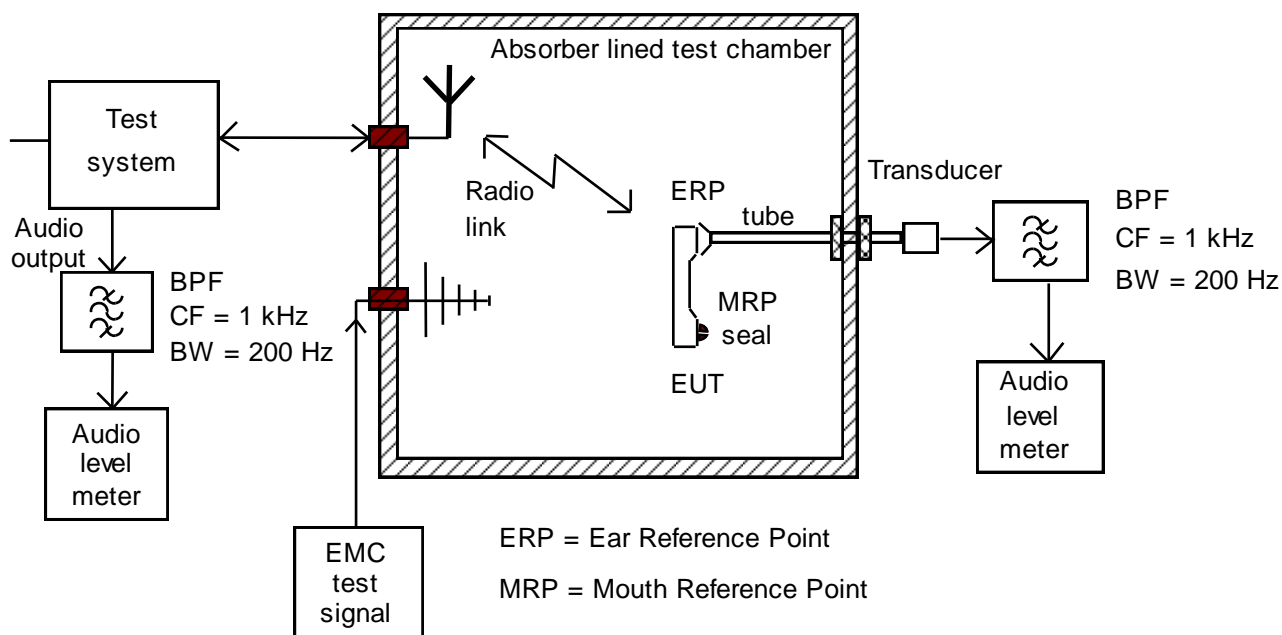 Absorber lined test chamber
Test
system
Audio
output
BPF
CF = 1 kHz
BW = 200 Hz
Audio
level
meter
EMC
test
signal
Radio
link
ERP
tube
MRP
seal
EUT
Transducer
BPF
CF = 1 kHz
BW = 200 Hz
Audio
level
meter
ERP = Ear Reference Point
MRP = Mouth Reference Point